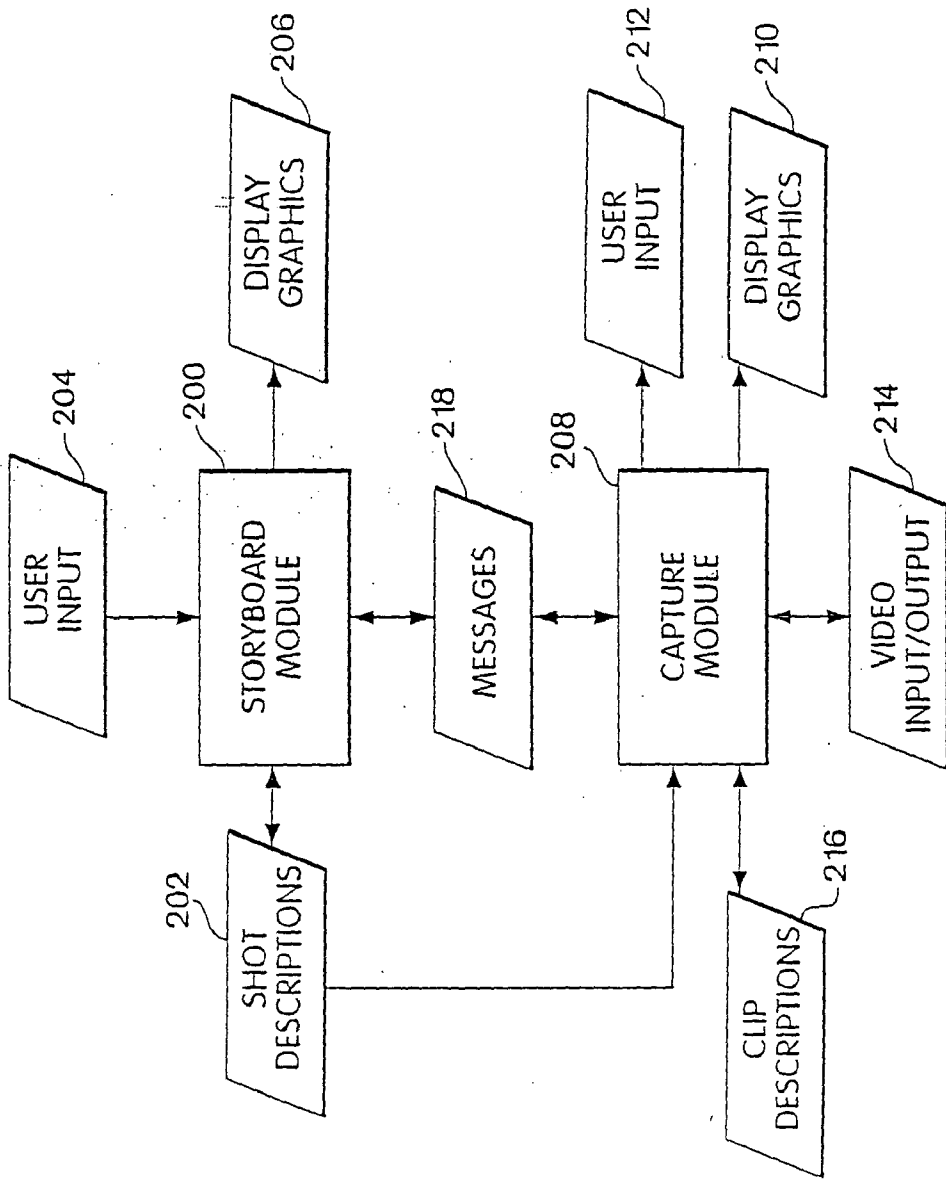 USER
INPUT
204
STORYBOARD
MODULE
200
DISPLAY
GRAPHICS
206
SHOT
DESCRIPTIONS
202
MESSAGES
218
CAPTURE
MODULE
208
USER
INPUT
212
DISPLAY
GRAPHICS
210
VIDEO
INPUT/OUTPUT
214
CLIP
DESCRIPTIONS
216